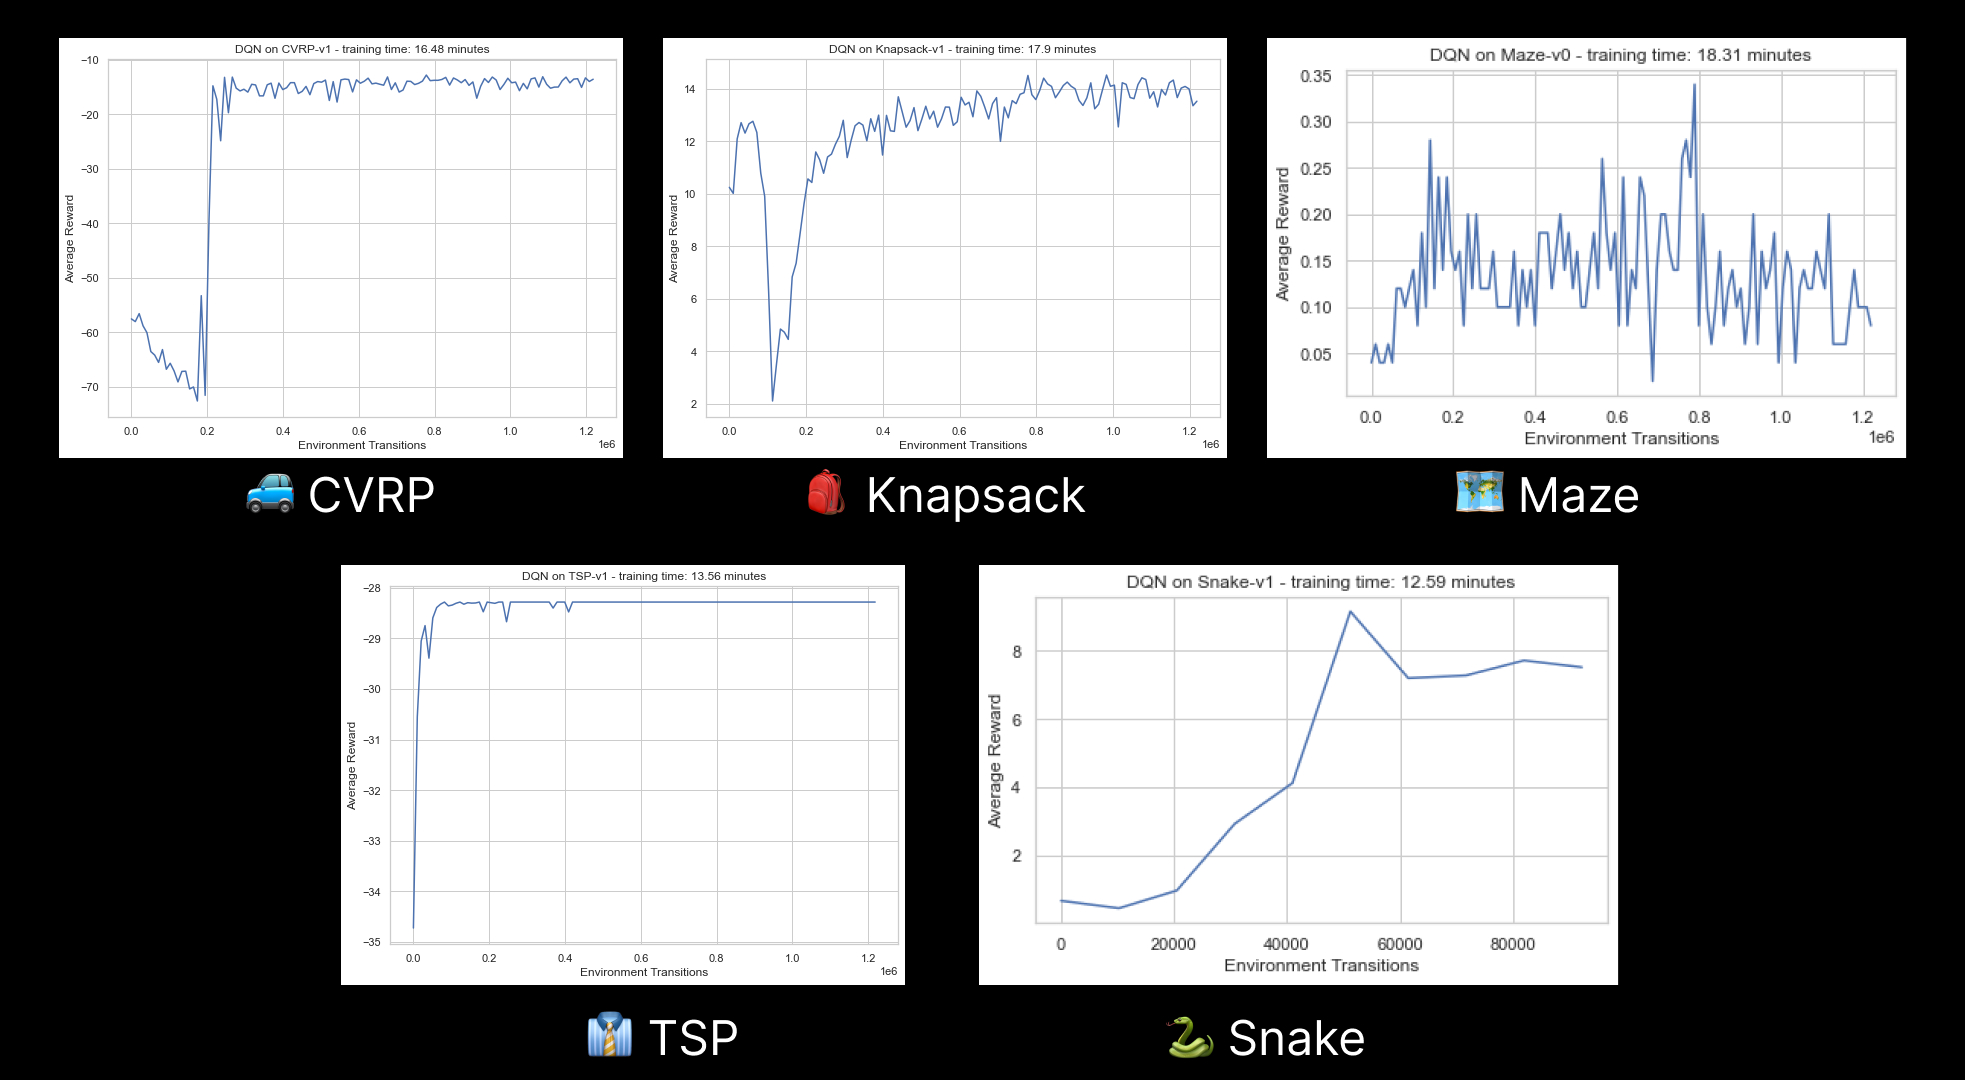 DQN on CVRP-v1 - training time: 16.48 minutes
Average Reward
−10
−20
−30
−40
−50
−60
−70
0.0 0.2 0.4 0.6 0.8 1.0 1.2
Environment Transitions
1e6
CVRP
DQN on Knapsack-v1 - training time: 17.9 minutes
Average Reward
14
12
10
8
6
4
2
0.0 0.2 0.4 0.6 0.8 1.0 1.2
Environment Transitions
1e6
Knapsack
DQN on Maze-v0 - training time: 18.31 minutes
Average Reward
0.35
0.30
0.25
0.20
0.15
0.10
0.05
0.0 0.2 0.4 0.6 0.8 1.0 1.2
Environment Transitions
1e6
Maze
DQN on TSP-v1 - training time: 13.56 minutes
Average Reward
−28
−29
−30
−31
−32
−33
−34
−35
0.0 0.2 0.4 0.6 0.8 1.0 1.2
Environment Transitions
1e6
TSP
DQN on Snake-v1 - training time: 12.59 minutes
Average Reward
8
6
4
2
0 20000 40000 60000 80000
Environment Transitions
Snake